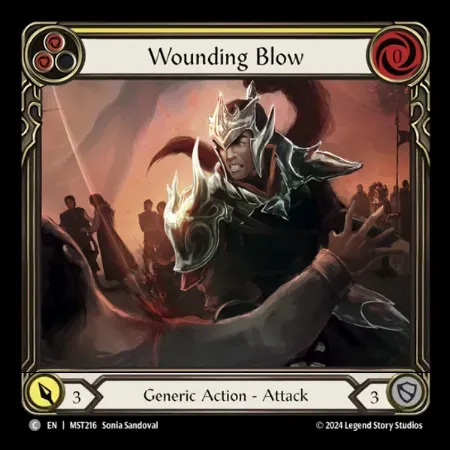 Wounding Blow
0
3
Generic Action - Attack
3
C EN | MST216 Sonia Sandoval
© 2024 Legend Story Studios